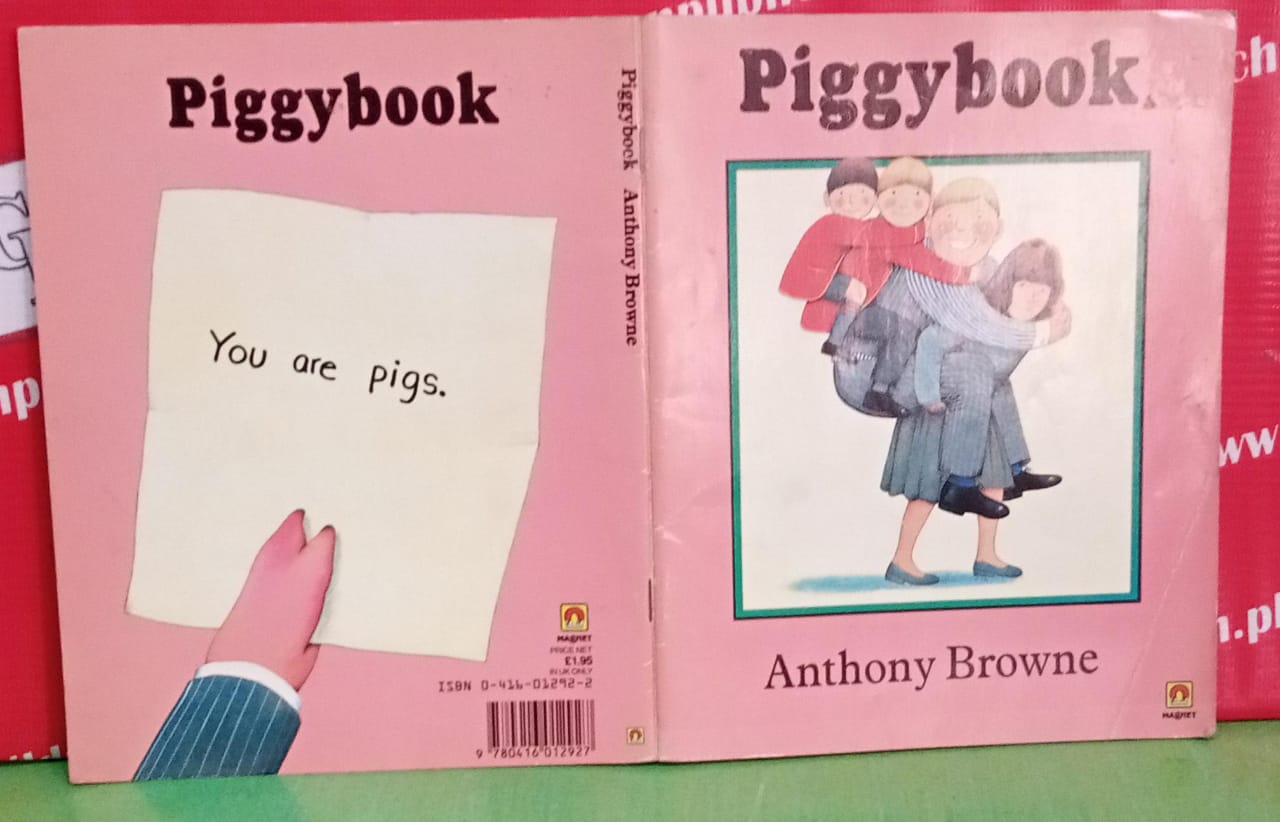 Piggybook
You are pigs.
MAGNET
PRICE NET
£1.95
IN UK ONLY
ISBN 0-416-01292-2
9 780416 012927
Piggybook Anthony Browne
Piggybook
Anthony Browne
MAGNET